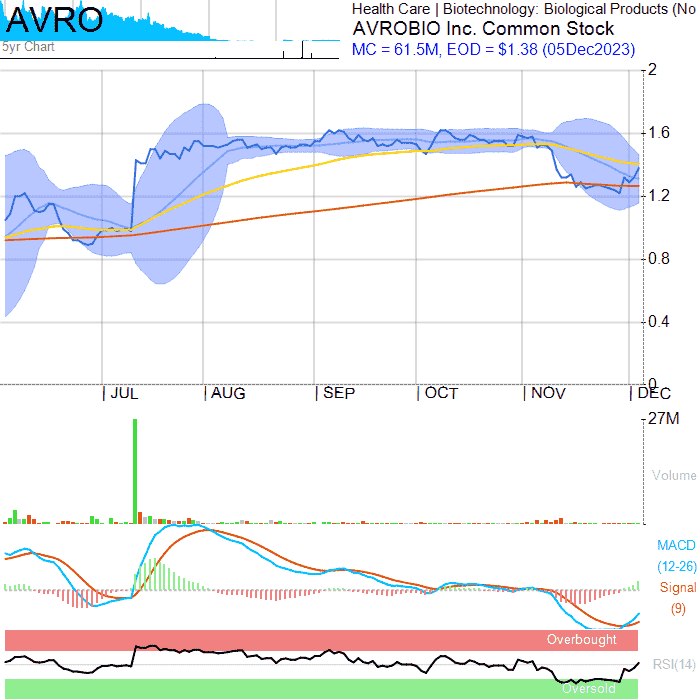 AVRO
5yr Chart
Health Care | Biotechnology: Biological Products (No
AVROBIO Inc. Common Stock
MC = 61.5M, EOD = $1.38 (05Dec2023)
2
1.6
1.2
0.8
0.4
0
JUL AUG SEP OCT NOV DEC
27M
Volume
MACD
(12-26)
Signal
(9)
Overbought
RSI(14)
Oversold